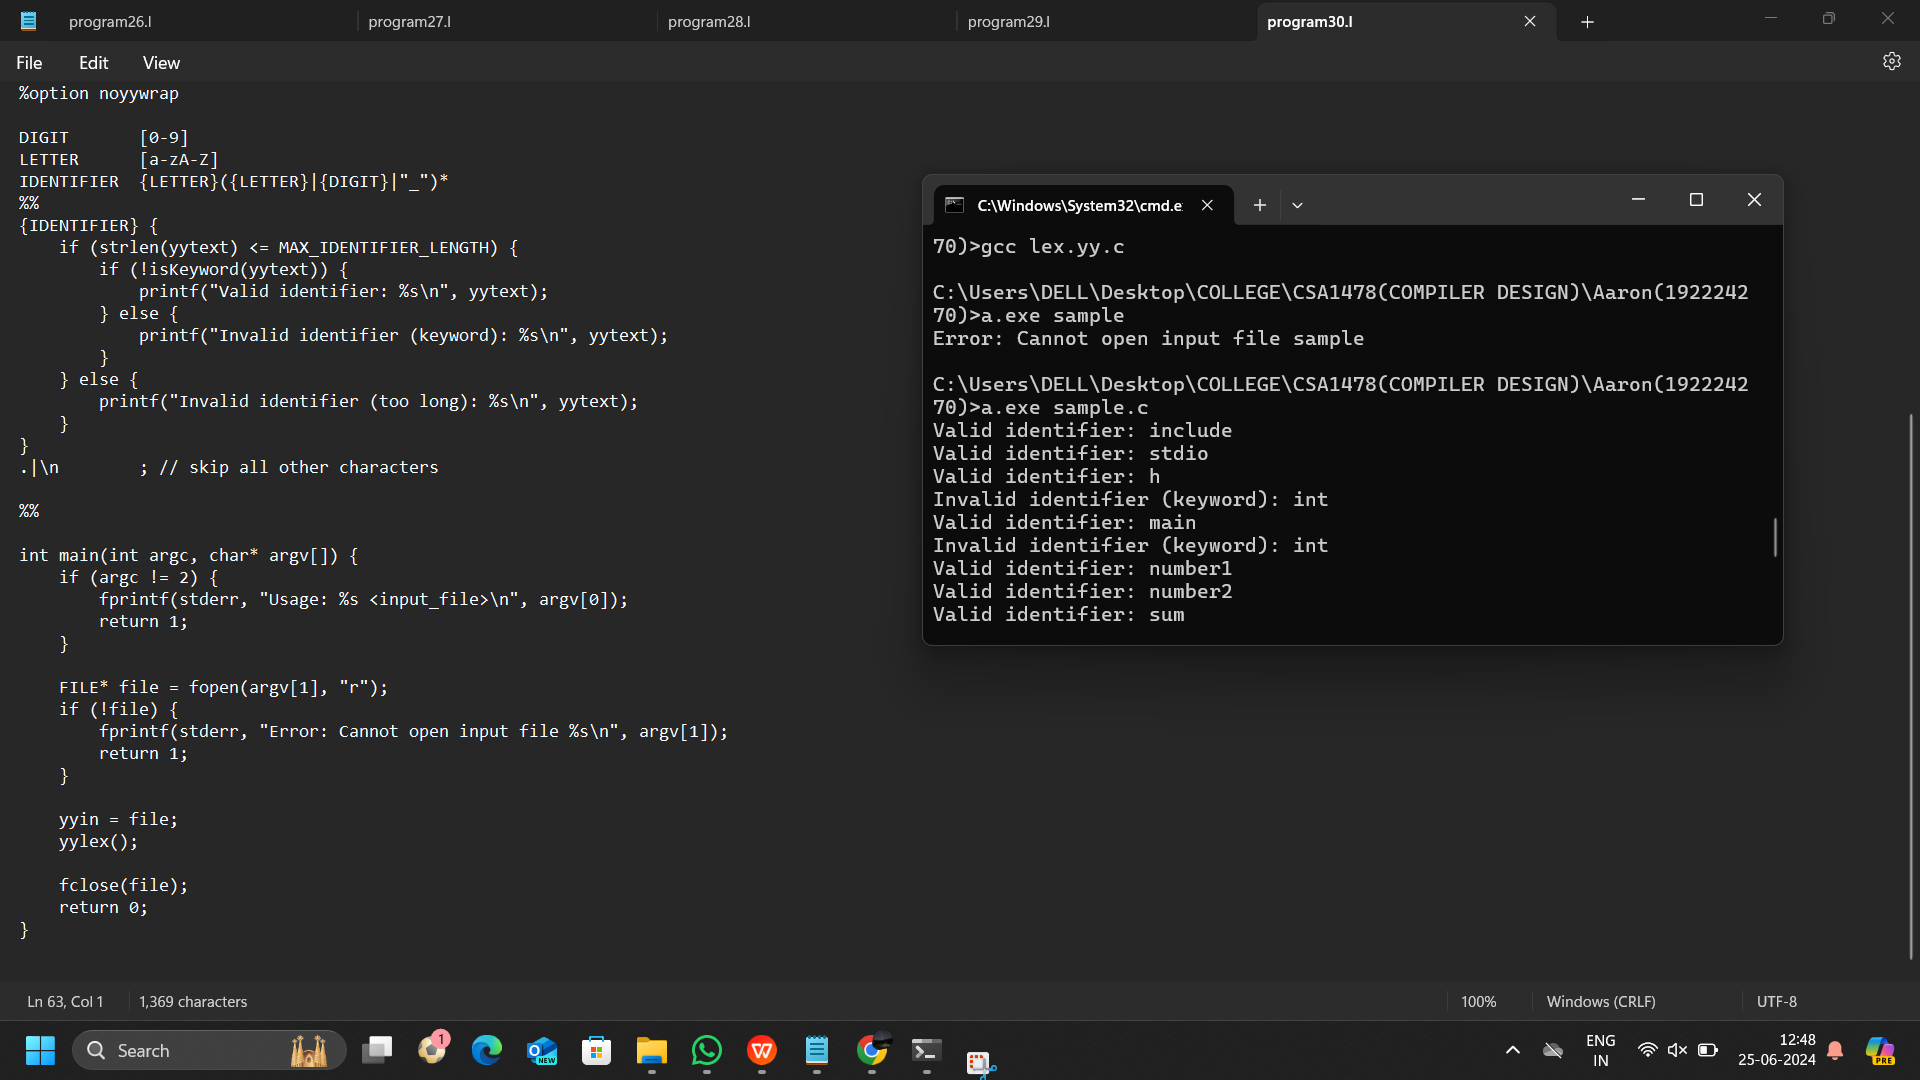 program26.l
program27.l
program28.l
program29.l
program30.l
File
Edit
View
%option noyywrap
DIGIT       [0-9]
LETTER      [a-zA-Z]
IDENTIFIER  {LETTER}({LETTER}|{DIGIT}|"_")*
%%
{IDENTIFIER} {
    if (strlen(yytext) <= MAX_IDENTIFIER_LENGTH) {
        if (!isKeyword(yytext)) {
            printf("Valid identifier: %s\n", yytext);
        } else {
            printf("Invalid identifier (keyword): %s\n", yytext);
        }
    } else {
        printf("Invalid identifier (too long): %s\n", yytext);
    }
}
.|\n        ; // skip all other characters
%%
int main(int argc, char* argv[]) {
    if (argc != 2) {
        fprintf(stderr, "Usage: %s <input_file>\n", argv[0]);
        return 1;
    }
    FILE* file = fopen(argv[1], "r");
    if (!file) {
        fprintf(stderr, "Error: Cannot open input file %s\n", argv[1]);
        return 1;
    }
    yyin = file;
    yylex();
    fclose(file);
    return 0;
}
C:\Windows\System32\cmd.e
70)>gcc lex.yy.c
C:\Users\DELL\Desktop\COLLEGE\CSA1478(COMPILER DESIGN)\Aaron(1922242
70)>a.exe sample
Error: Cannot open input file sample
C:\Users\DELL\Desktop\COLLEGE\CSA1478(COMPILER DESIGN)\Aaron(1922242
70)>a.exe sample.c
Valid identifier: include
Valid identifier: stdio
Valid identifier: h
Invalid identifier (keyword): int
Valid identifier: main
Invalid identifier (keyword): int
Valid identifier: number1
Valid identifier: number2
Valid identifier: sum
Ln 63, Col 1
1,369 characters
100%
Windows (CRLF)
UTF-8
Search
1
NEW
ENG
IN
12:48
25-06-2024
PRE